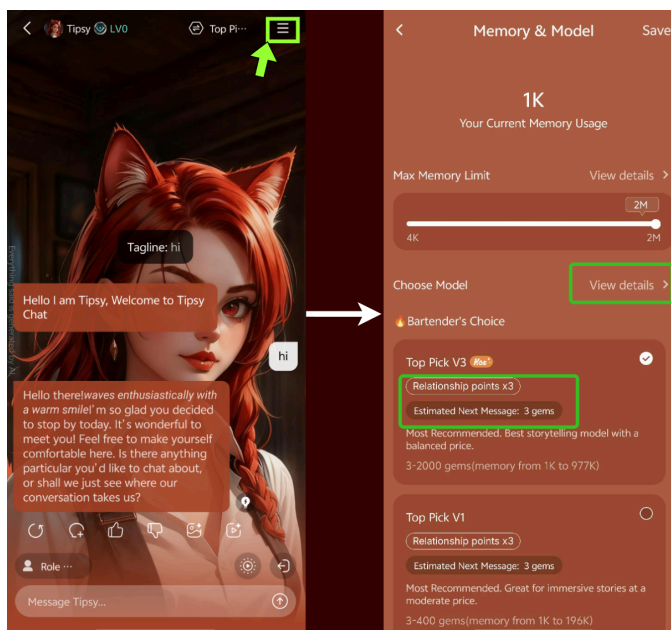 Tipsy LV0
Top Pi···
Tagline: hi
Hello I am Tipsy, Welcome to Tipsy
Chat
hi
Hello there!waves enthusiastically with
a warm smileI'm so glad you decided
to stop by today. It's wonderful to
meet you! Feel free to make yourself
comfortable here. Is there anything
particular you'd like to chat about,
or shall we just see where our
conversation takes us?
Role ···
Message Tipsy...
Memory & Model
Save
1K
Your Current Memory Usage
Max Memory Limit
View details
2M
4K
2M
Choose Model
View details
Bartender's Choice
Top Pick V3
Relationship points x3
Estimated Next Message: 3 gems
Most Recommended. Best storytelling model with a
balanced price.
3-2000 gems(memory from 1K to 977K)
Top Pick V1
Relationship points x3
Estimated Next Message: 3 gems
Most Recommended. Great for immersive stories at a
moderate price.
3-400 gems(memory from 1K to 196K)